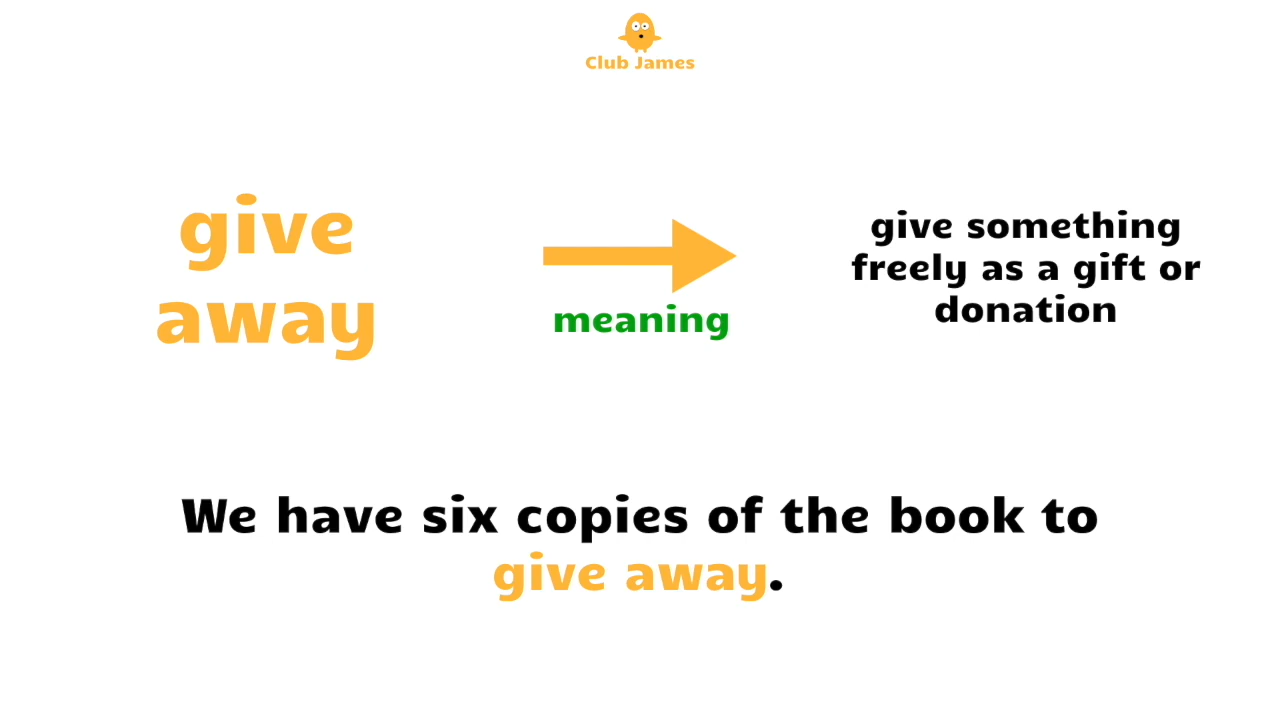 Club James
give
away
meaning
give something
freely as a gift or
donation
We have six copies of the book to
give away.